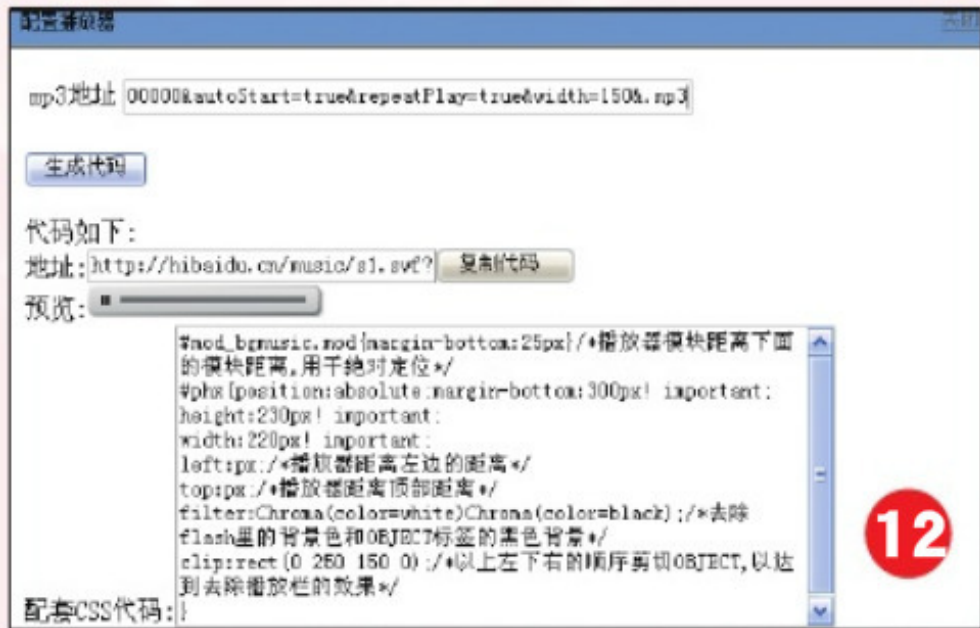 配置播放器
关闭
mp3地址 00000&autoStart=true&repeatPlay=true&width=150&.mp3
生成代码
代码如下:
地址:http://hibaidu.cn/music/s1.swf? 复制代码
预览:
#mod_bgmusic.mod{margin-bottom:25px}/*播放器模块距离下面
的模块距离,用于绝对定位*/
#phx{position:absolute;margin-bottom:300px! important;
height:230px! important;
width:220px! important;
left:px;/*播放器距离左边的距离*/
top:px;/*播放器距离顶部距离*/
filter:Chroma(color=white)Chroma(color=black);/*去除
flash里的背景色和OBJECT标签的黑色背景*/
clip:rect(0 250 150 0);/*以上左下右的顺序剪切OBJECT,以达
到去除播放栏的效果*/
配套CSS代码:}
12